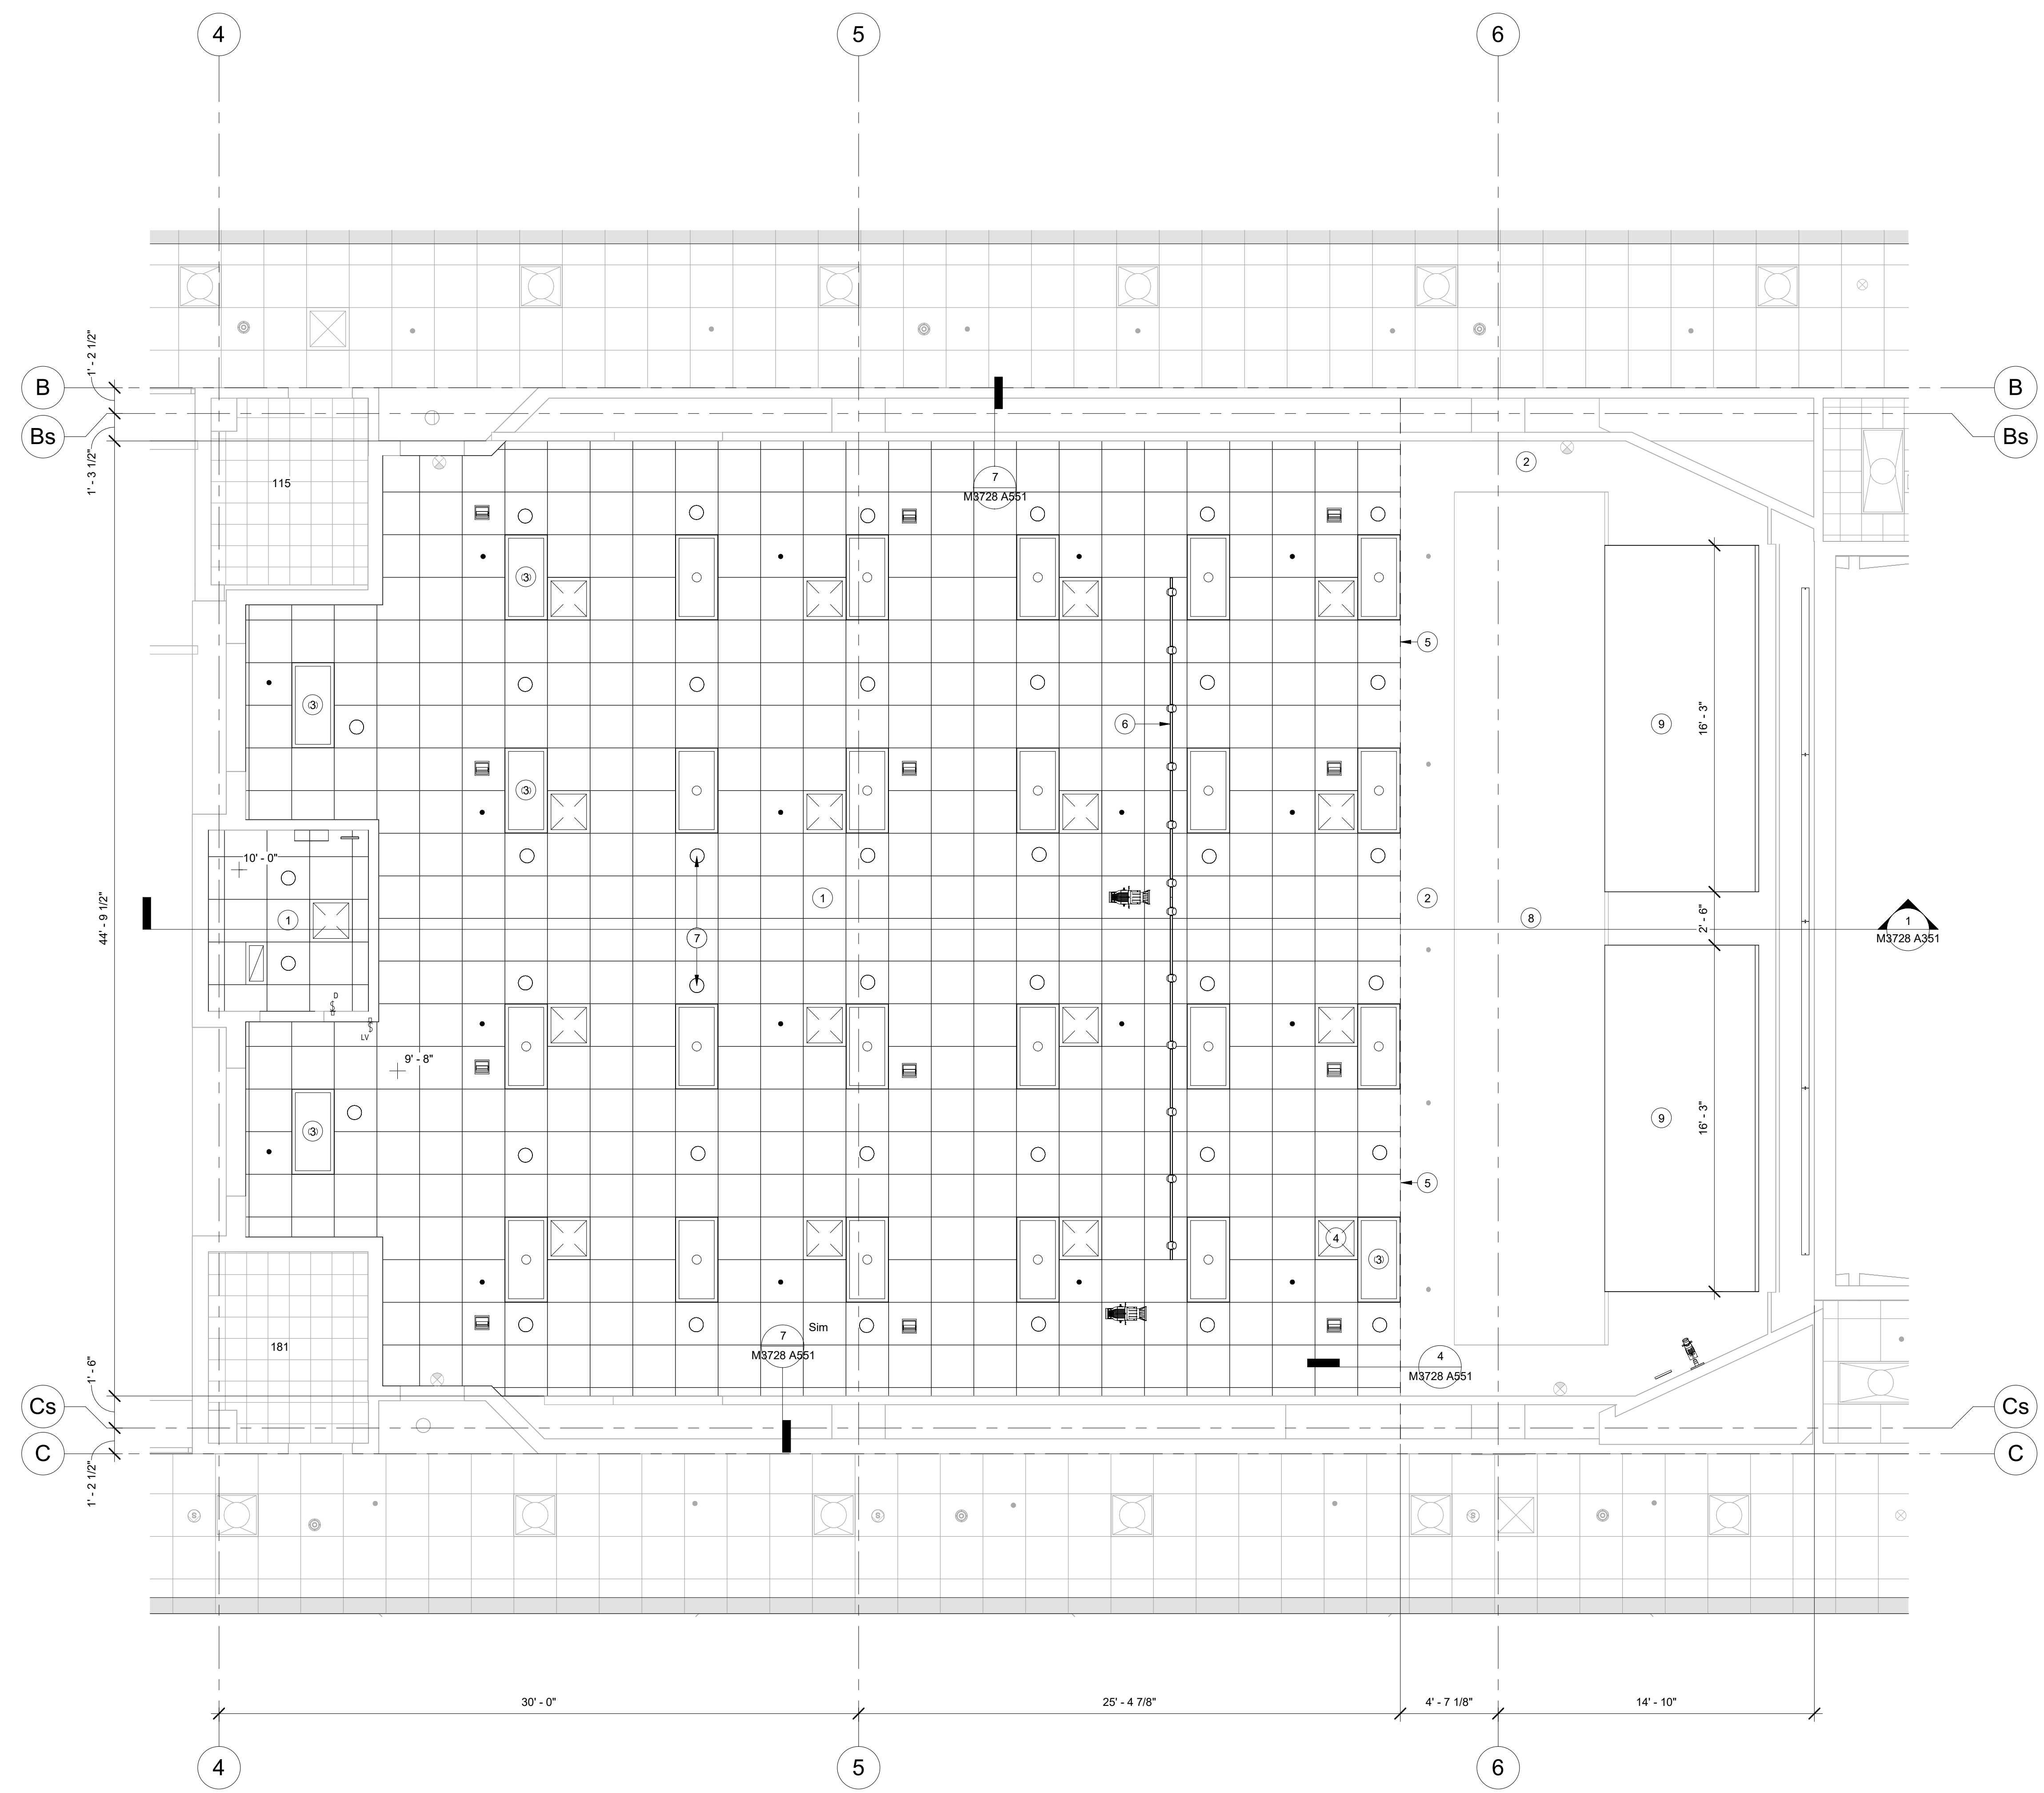 4
5
6
1' - 2 1/2"
B
B
Bs
Bs
1' - 3 1/2"
2
115
7
M3728 A551
3
5
3
6
9
16' - 3"
3
10' - 0"
1
2
44' - 9 1/2"
1
7
8
2' - 6"
1
M3728 A351
D
LV
9' - 8"
3
9
16' - 3"
5
4
3
Sim
7
M3728 A551
181
4
M3728 A551
1' - 6"
Cs
Cs
C
C
1' - 2 1/2"
S
S
S
30' - 0"
25' - 4 7/8"
4' - 7 1/8"
14' - 10"
4
5
6